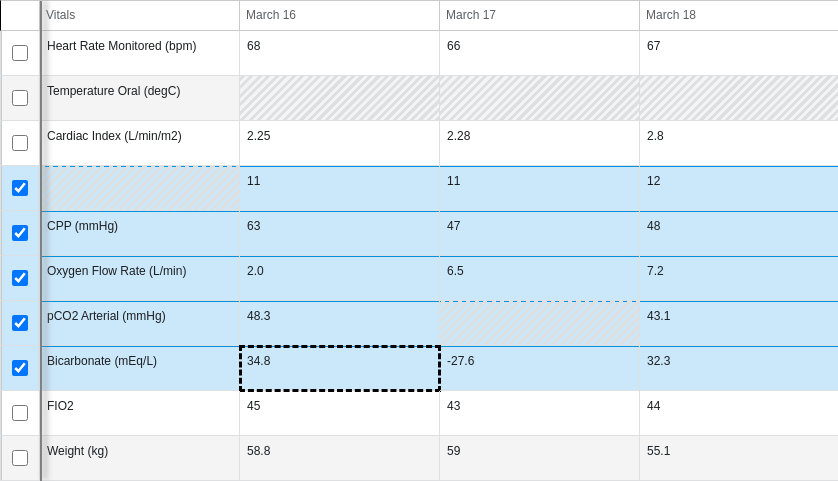 Vitals March 16 March 17 March 18
Heart Rate Monitored (bpm) 68 66 67
Temperature Oral (degC)
Cardiac Index (L/min/m2) 2.25 2.28 2.8
11 11 12
CPP (mmHg) 63 47 48
Oxygen Flow Rate (L/min) 2.0 6.5 7.2
pCO2 Arterial (mmHg) 48.3 43.1
Bicarbonate (mEq/L) 34.8 -27.6 32.3
FIO2 45 43 44
Weight (kg) 58.8 59 55.1